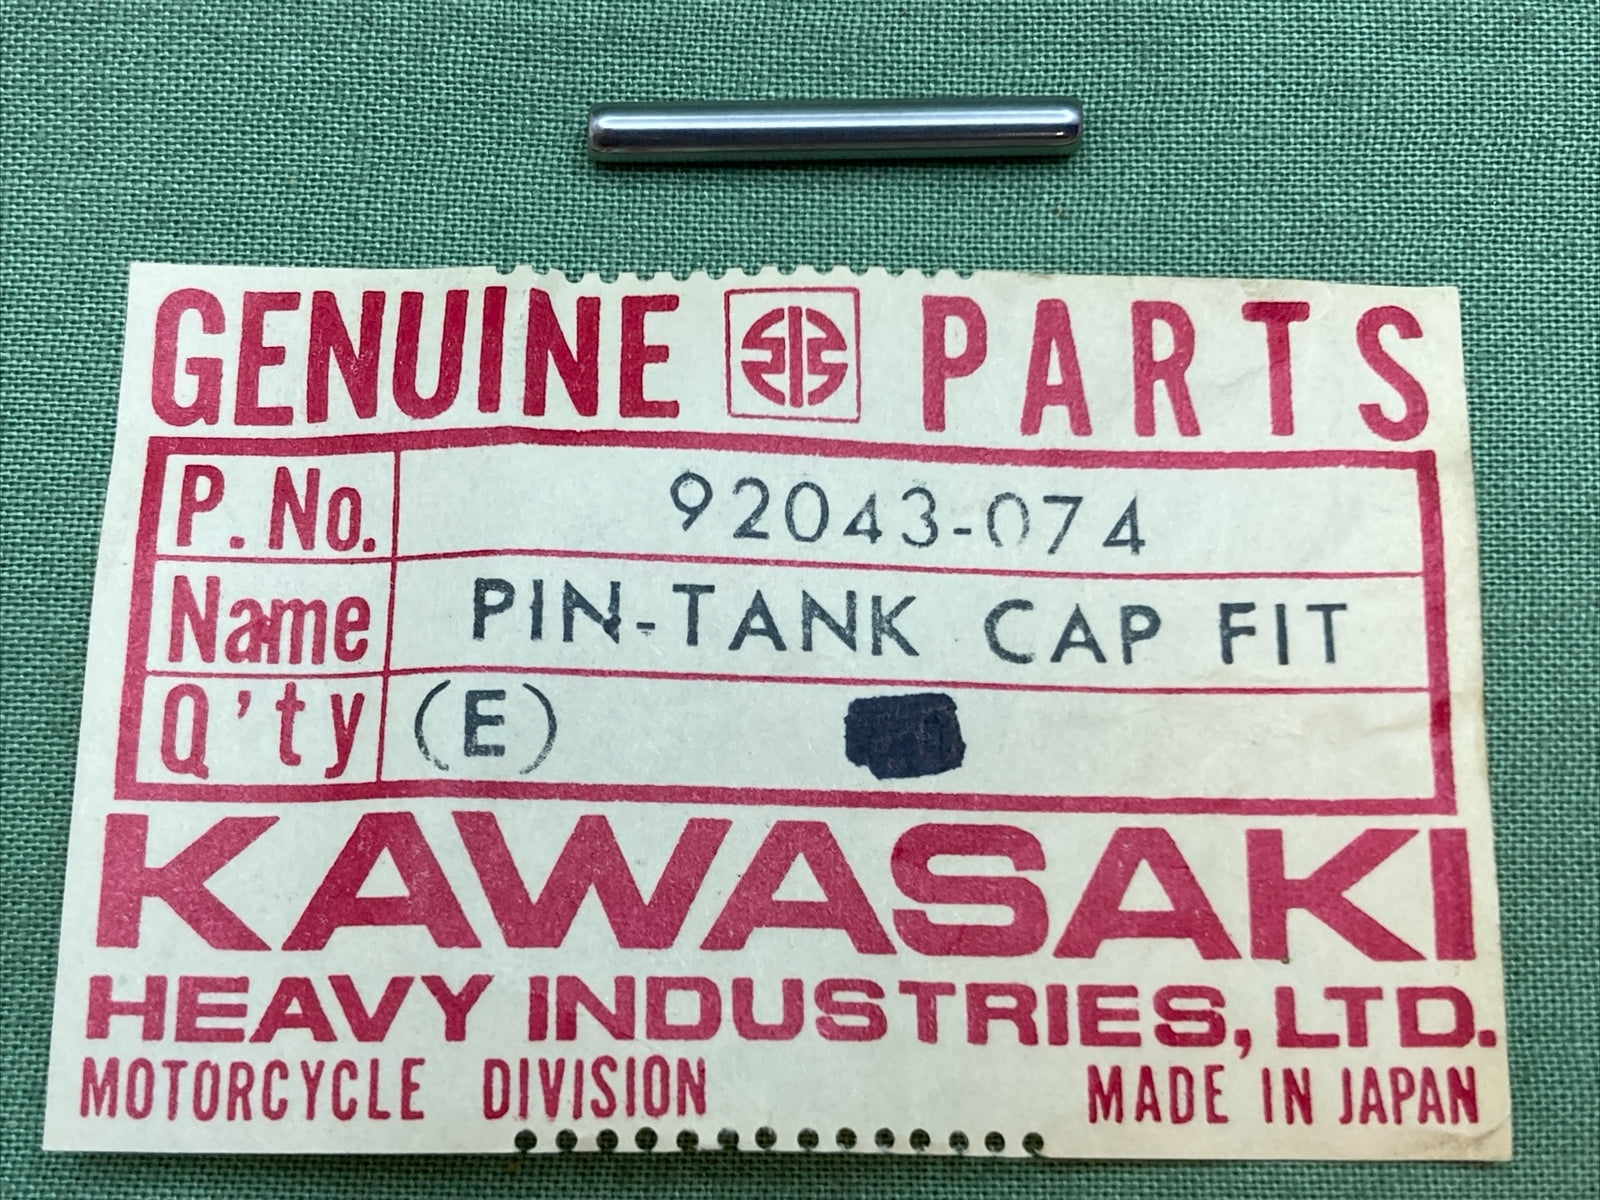 GENUINE PARTS
P. No. 92043-074
Name PIN-TANK CAP FIT
Q'ty (E)
KAWASAKI
HEAVY INDUSTRIES, LTD.
MOTORCYCLE DIVISION MADE IN JAPAN